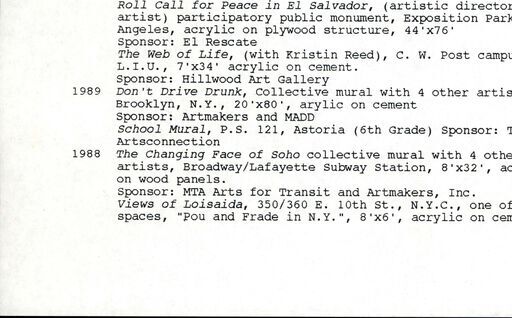 Roll Call for Peace in El Salvador, (artistic director
artist) participatory public monument, Exposition Park
Angeles, acrylic on plywood structure, 44'x76'
Sponsor: El Rescate
The Web of Life, (with Kristin Reed), C. W. Post campu
L.I.U., 7'x34' acrylic on cement.
Sponsor: Hillwood Art Gallery
1989 Don't Drive Drunk, Collective mural with 4 other artis
Brooklyn, N.Y., 20'x80', arylic on cement
Sponsor: Artmakers and MADD
School Mural, P.S. 121, Astoria (6th Grade) Sponsor: T
Artsconnection
1988 The Changing Face of Soho collective mural with 4 othe
artists, Broadway/Lafayette Subway Station, 8'x32', ac
on wood panels.
Sponsor: MTA Arts for Transit and Artmakers, Inc.
Views of Loisaida, 350/360 E. 10th St., N.Y.C., one of
spaces, "Pou and Frade in N.Y.", 8'x6', acrylic on cem